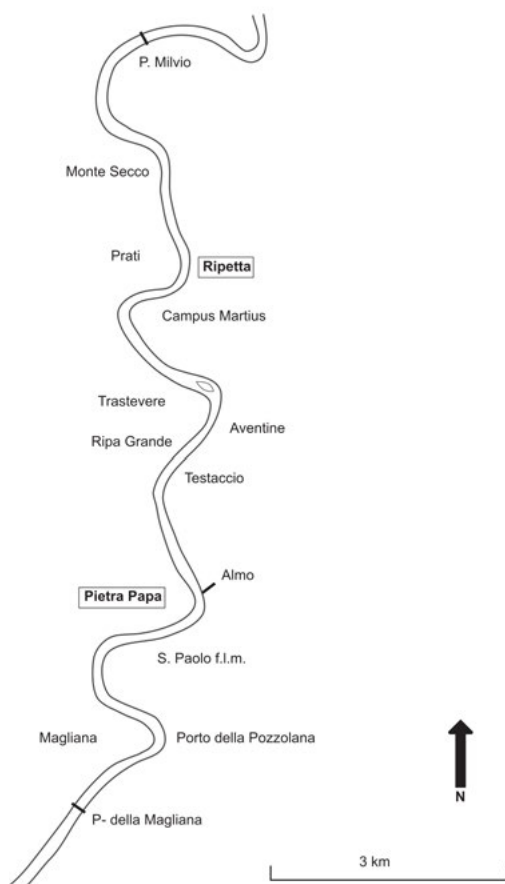 P. Milvio
Monte Secco
Prati
Ripetta
Campus Martius
Trastevere
Aventine
Ripa Grande
Testaccio
Almo
Pietra Papa
S. Paolo f.l.m.
Magliana
Porto della Pozzolana
N
P- della Magliana
3 km